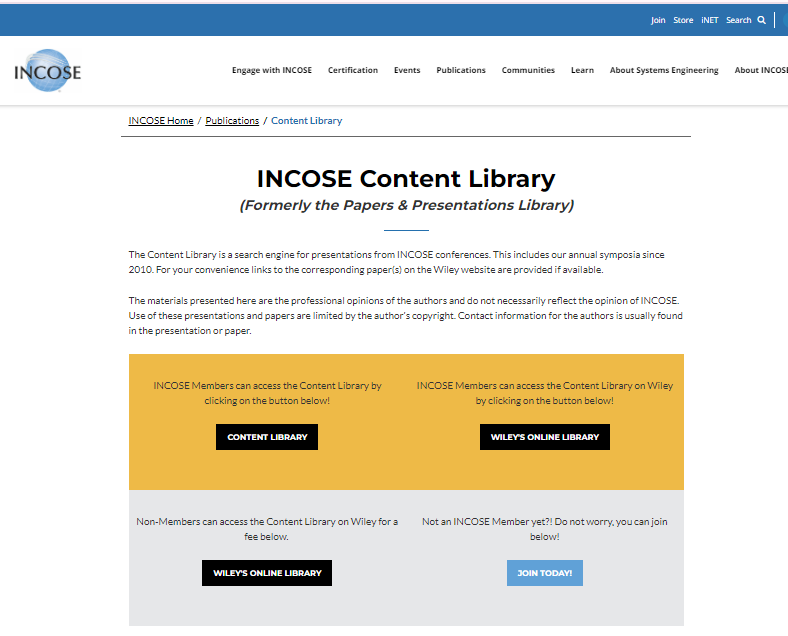 Join Store iNET Search
INCOSE
Engage with INCOSE Certification Events Publications Communities Learn About Systems Engineering About INCOSE
INCOSE Home / Publications / Content Library
INCOSE Content Library
(Formerly the Papers & Presentations Library)
The Content Library is a search engine for presentations from INCOSE conferences. This includes our annual symposia since
2010. For your convenience links to the corresponding paper(s) on the Wiley website are provided if available.
The materials presented here are the professional opinions of the authors and do not necessarily reflect the opinion of INCOSE.
Use of these presentations and papers are limited by the author's copyright. Contact information for the authors is usually found
in the presentation or paper.
INCOSE Members can access the Content Library by
clicking on the button below!
CONTENT LIBRARY
INCOSE Members can access the Content Library on Wiley
by clicking on the button below!
WILEY'S ONLINE LIBRARY
Non-Members can access the Content Library on Wiley for a
fee below.
WILEY'S ONLINE LIBRARY
Not an INCOSE Member yet?! Do not worry, you can join
below!
JOIN TODAY!